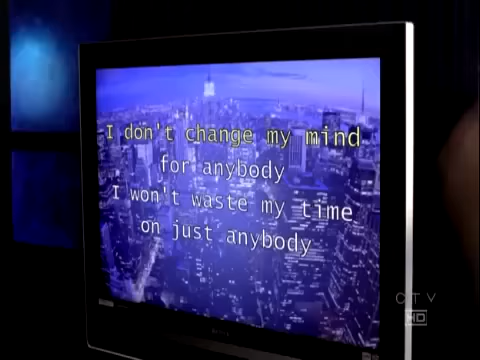 I don't change my mind
for anybody
I won't waste my time
on just anybody
CTV
HD